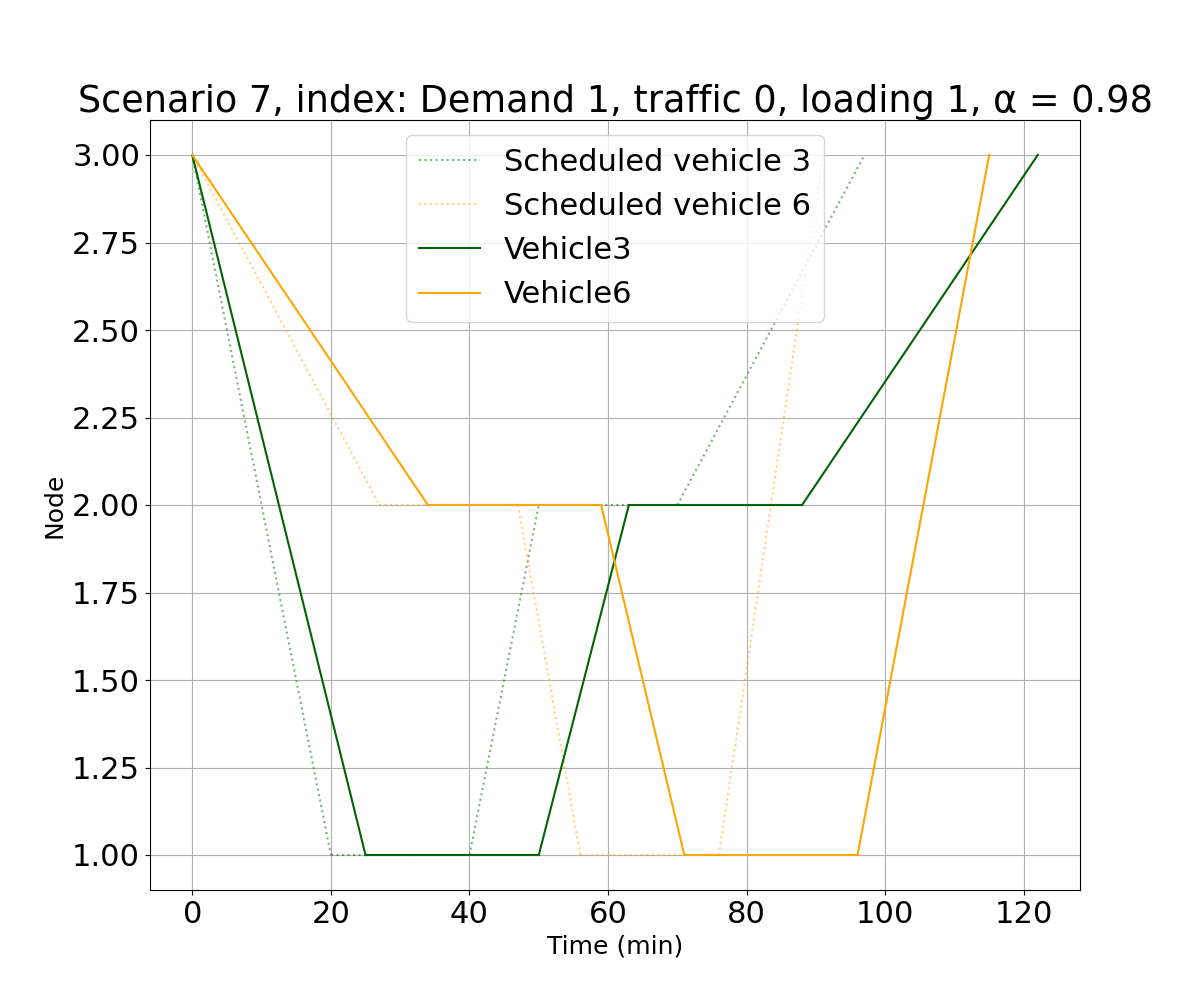 Scenario 7, index: Demand 1, traffic 0, loading 1, α = 0.98
Scheduled vehicle 3
Scheduled vehicle 6
Vehicle3
Vehicle6
3.00
2.75
2.50
2.25
2.00
1.75
1.50
1.25
1.00
Node
0 20 40 60 80 100 120
Time (min)